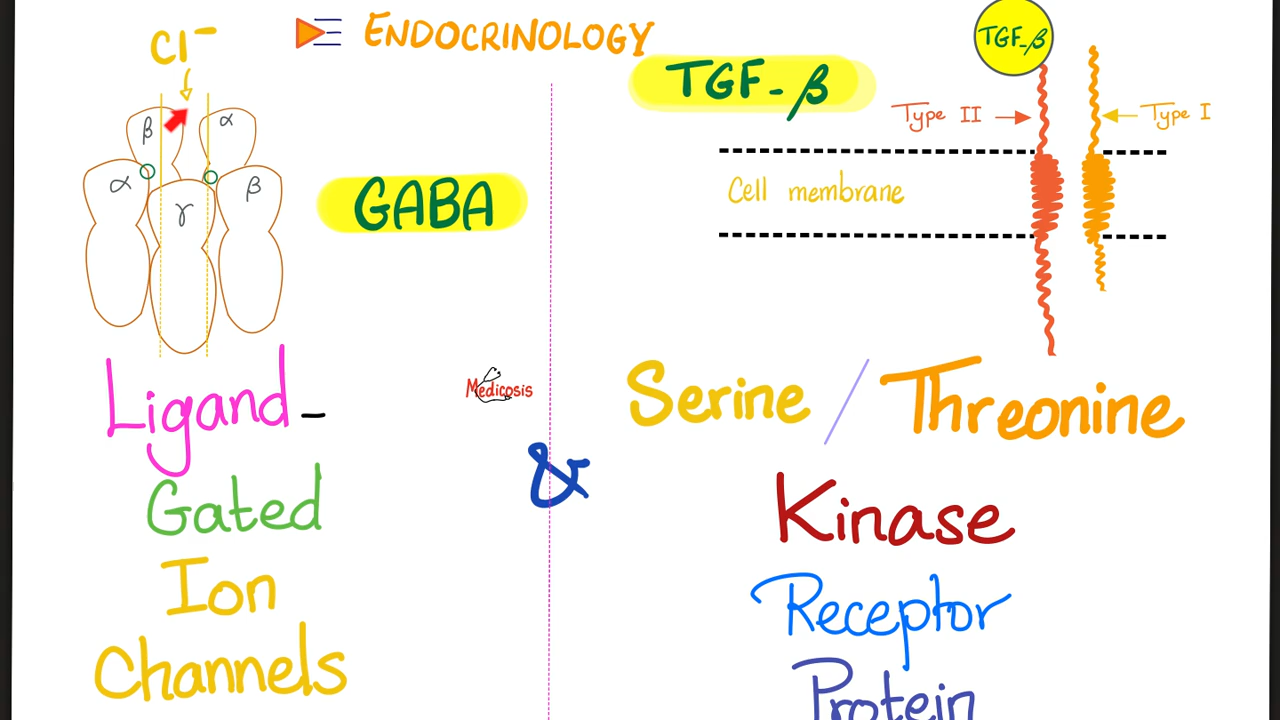 ENDOCRINOLOGY
Cl⁻
β
α
α
γ
β
GABA
Ligand-
Gated
Ion
Channels
Medicosis
&
TGF-β
TGF-β
Type II
Type I
Cell membrane
Serine / Threonine
Kinase
Receptor
Protein